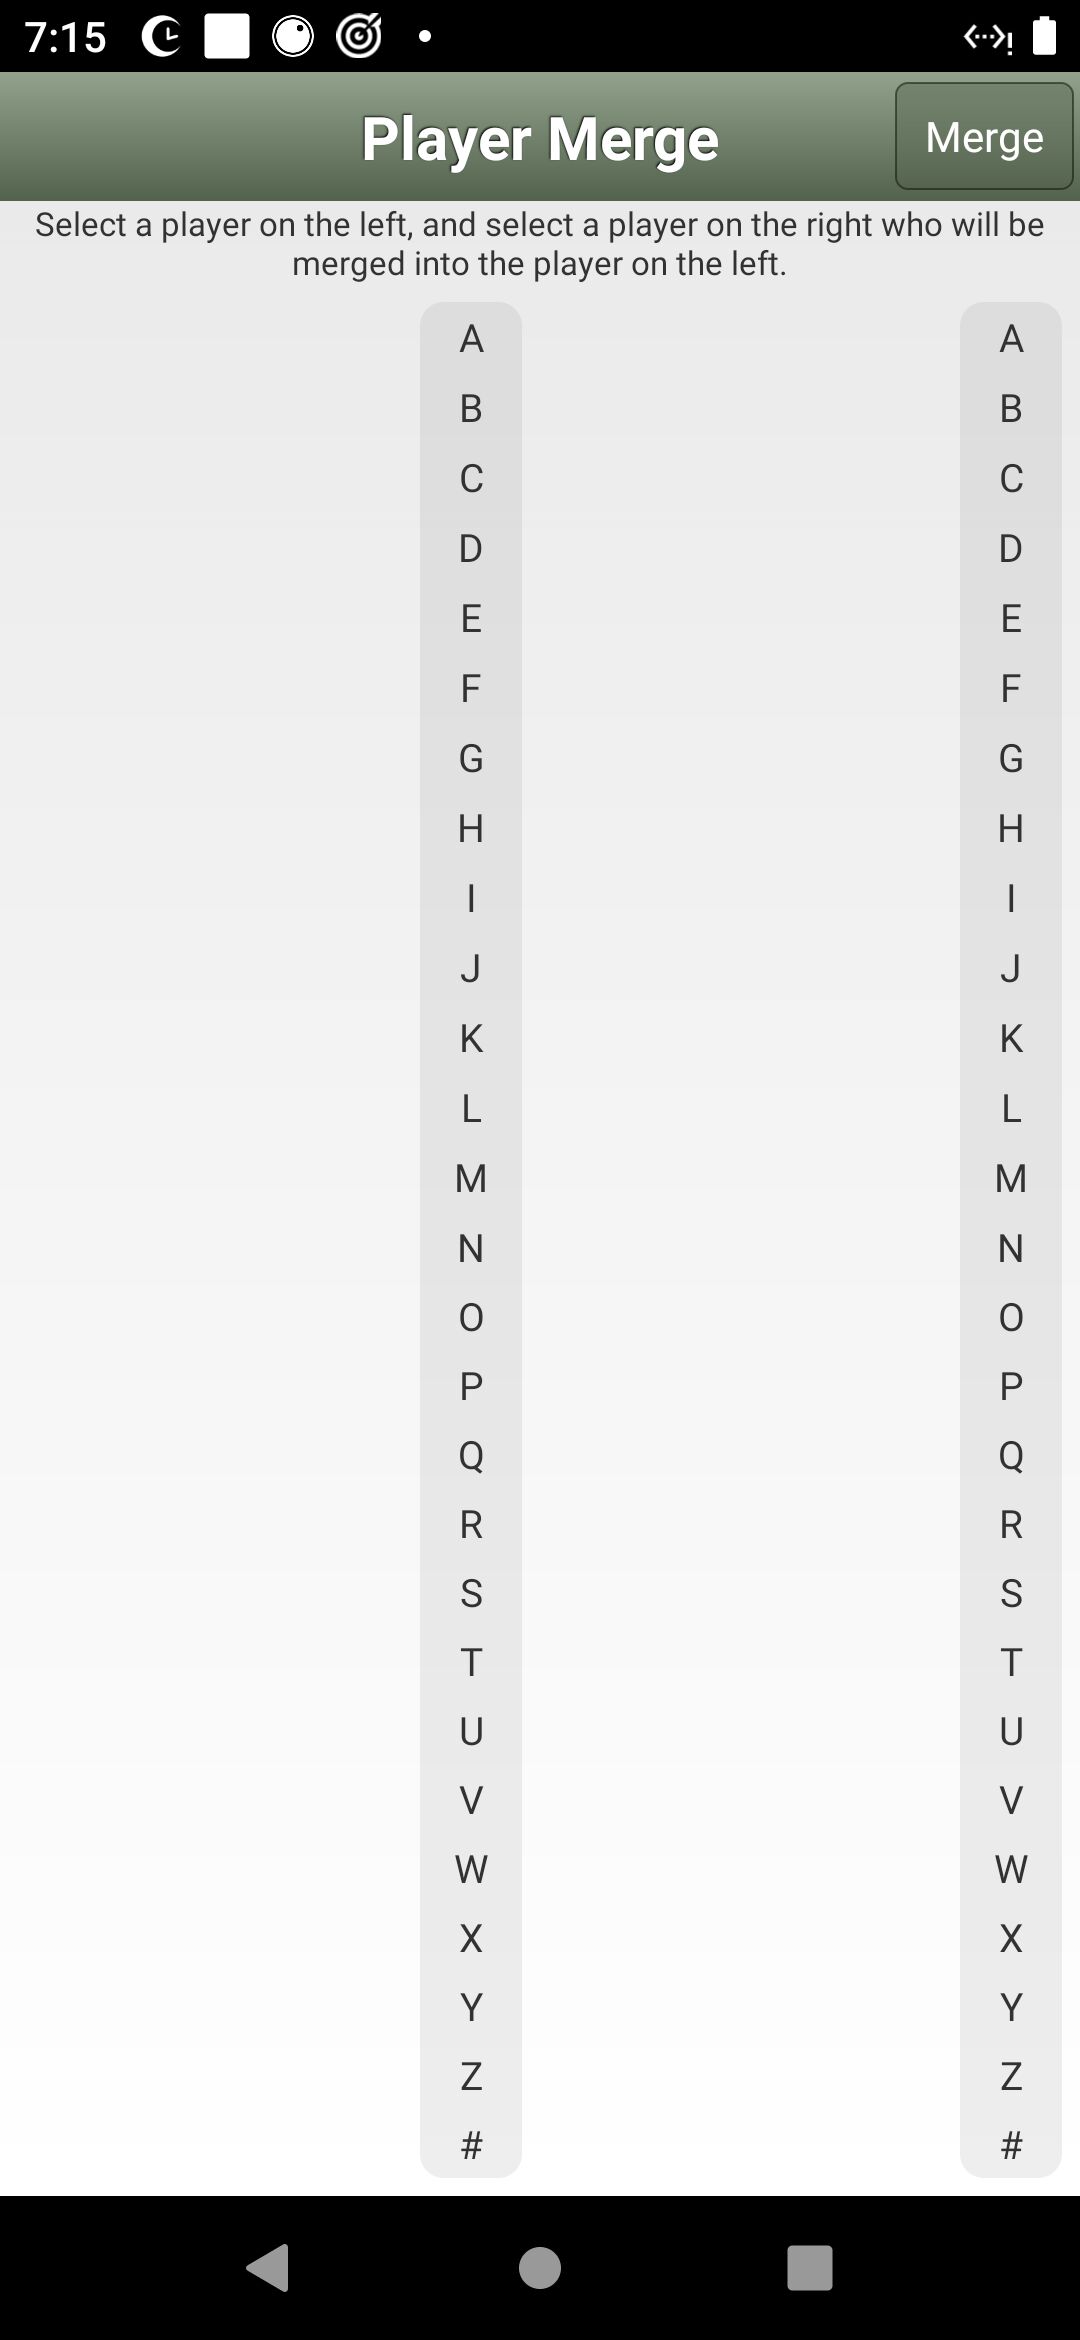 7:15
Player Merge
Merge
Select a player on the left, and select a player on the right who will be
merged into the player on the left.
A A
B B
C C
D D
E E
F F
G G
H H
I I
J J
K K
L L
M M
N N
O O
P P
Q Q
R R
S S
T T
U U
V V
W W
X X
Y Y
Z Z
# #